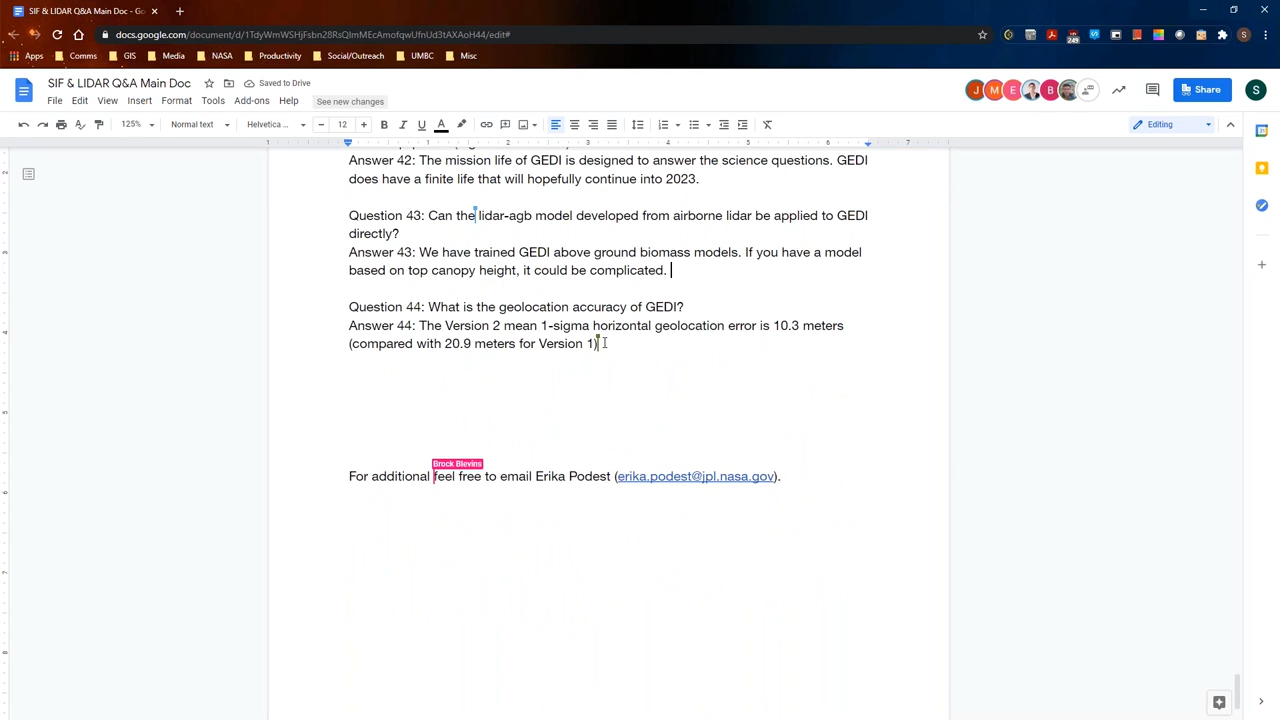 SIF & LIDAR Q&A Main Doc - Go
docs.google.com/document/d/1TdyWmWSHjFsbn28RsQImMEcAmofqwUfnUd3tAXAoH44/edit#
Apps Comms GIS Media NASA Productivity Social/Outreach UMBC Misc
SIF & LIDAR Q&A Main Doc Saved to Drive
File Edit View Insert Format Tools Add-ons Help See new changes
J M E B Share S
125% Normal text Helvetica ... 12 Editing
Answer 42: The mission life of GEDI is designed to answer the science questions. GEDI
does have a finite life that will hopefully continue into 2023.
Question 43: Can the lidar-agb model developed from airborne lidar be applied to GEDI
directly?
Answer 43: We have trained GEDI above ground biomass models. If you have a model
based on top canopy height, it could be complicated.
Question 44: What is the geolocation accuracy of GEDI?
Answer 44: The Version 2 mean 1-sigma horizontal geolocation error is 10.3 meters
(compared with 20.9 meters for Version 1)
Brock Blevins
For additional feel free to email Erika Podest (erika.podest@jpl.nasa.gov).